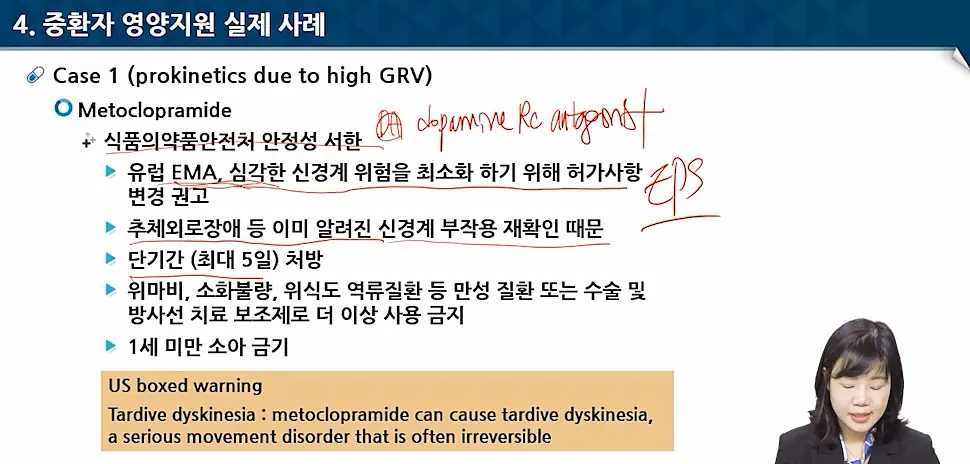 4. 중환자 영양지원 실제 사례
Case 1 (prokinetics due to high GRV)
Metoclopramide
dopamine Rc antagonist
식품의약품안전처 안정성 서한
유럽 EMA, 심각한 신경계 위험을 최소화 하기 위해 허가사항
변경 권고
EPS
추체외로장애 등 이미 알려진 신경계 부작용 재확인 때문
단기간 (최대 5일) 처방
위마비, 소화불량, 위식도 역류질환 등 만성 질환 또는 수술 및
방사선 치료 보조제로 더 이상 사용 금지
1세 미만 소아 금기
US boxed warning
Tardive dyskinesia : metoclopramide can cause tardive dyskinesia,
a serious movement disorder that is often irreversible